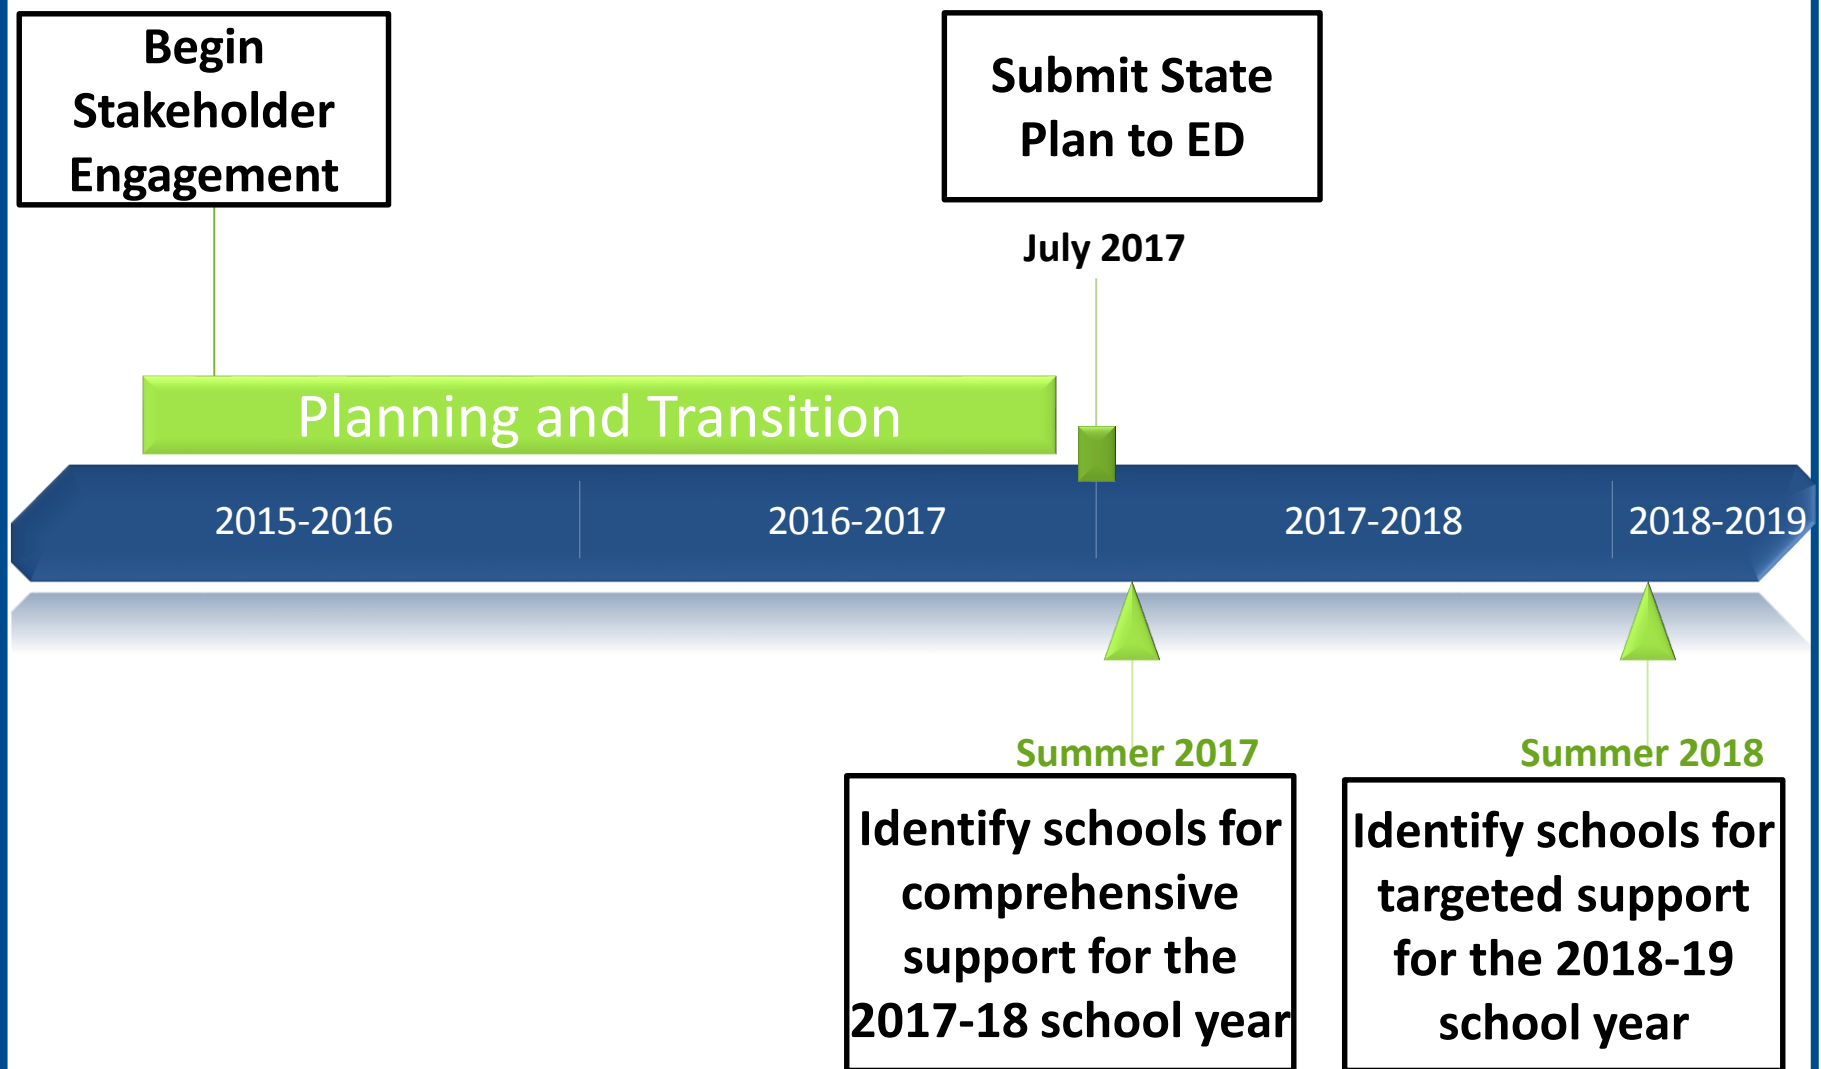 Begin
Stakeholder
Engagement
Submit State
Plan to ED
July 2017
Planning and Transition
2015-2016
2016-2017
2017-2018
2018-2019
Summer 2017
Identify schools for
comprehensive
support for the
2017-18 school year
Summer 2018
Identify schools for
targeted support
for the 2018-19
school year